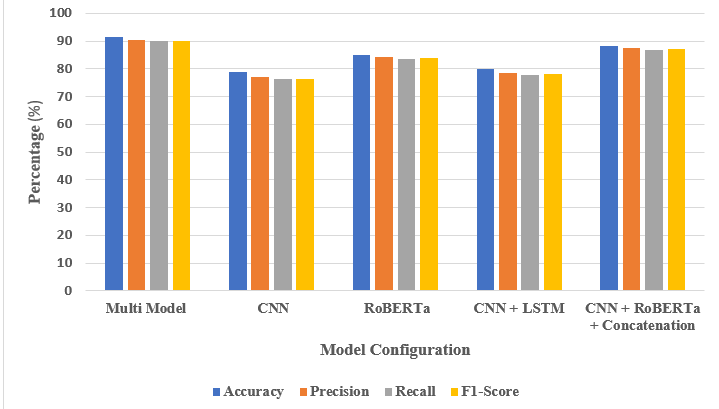 100
90
80
70
60
50
40
30
20
10
0
Percentage (%)
Multi Model
CNN
RoBERTa
CNN + LSTM
CNN + RoBERTa
+ Concatenation
Model Configuration
Accuracy
Precision
Recall
F1-Score